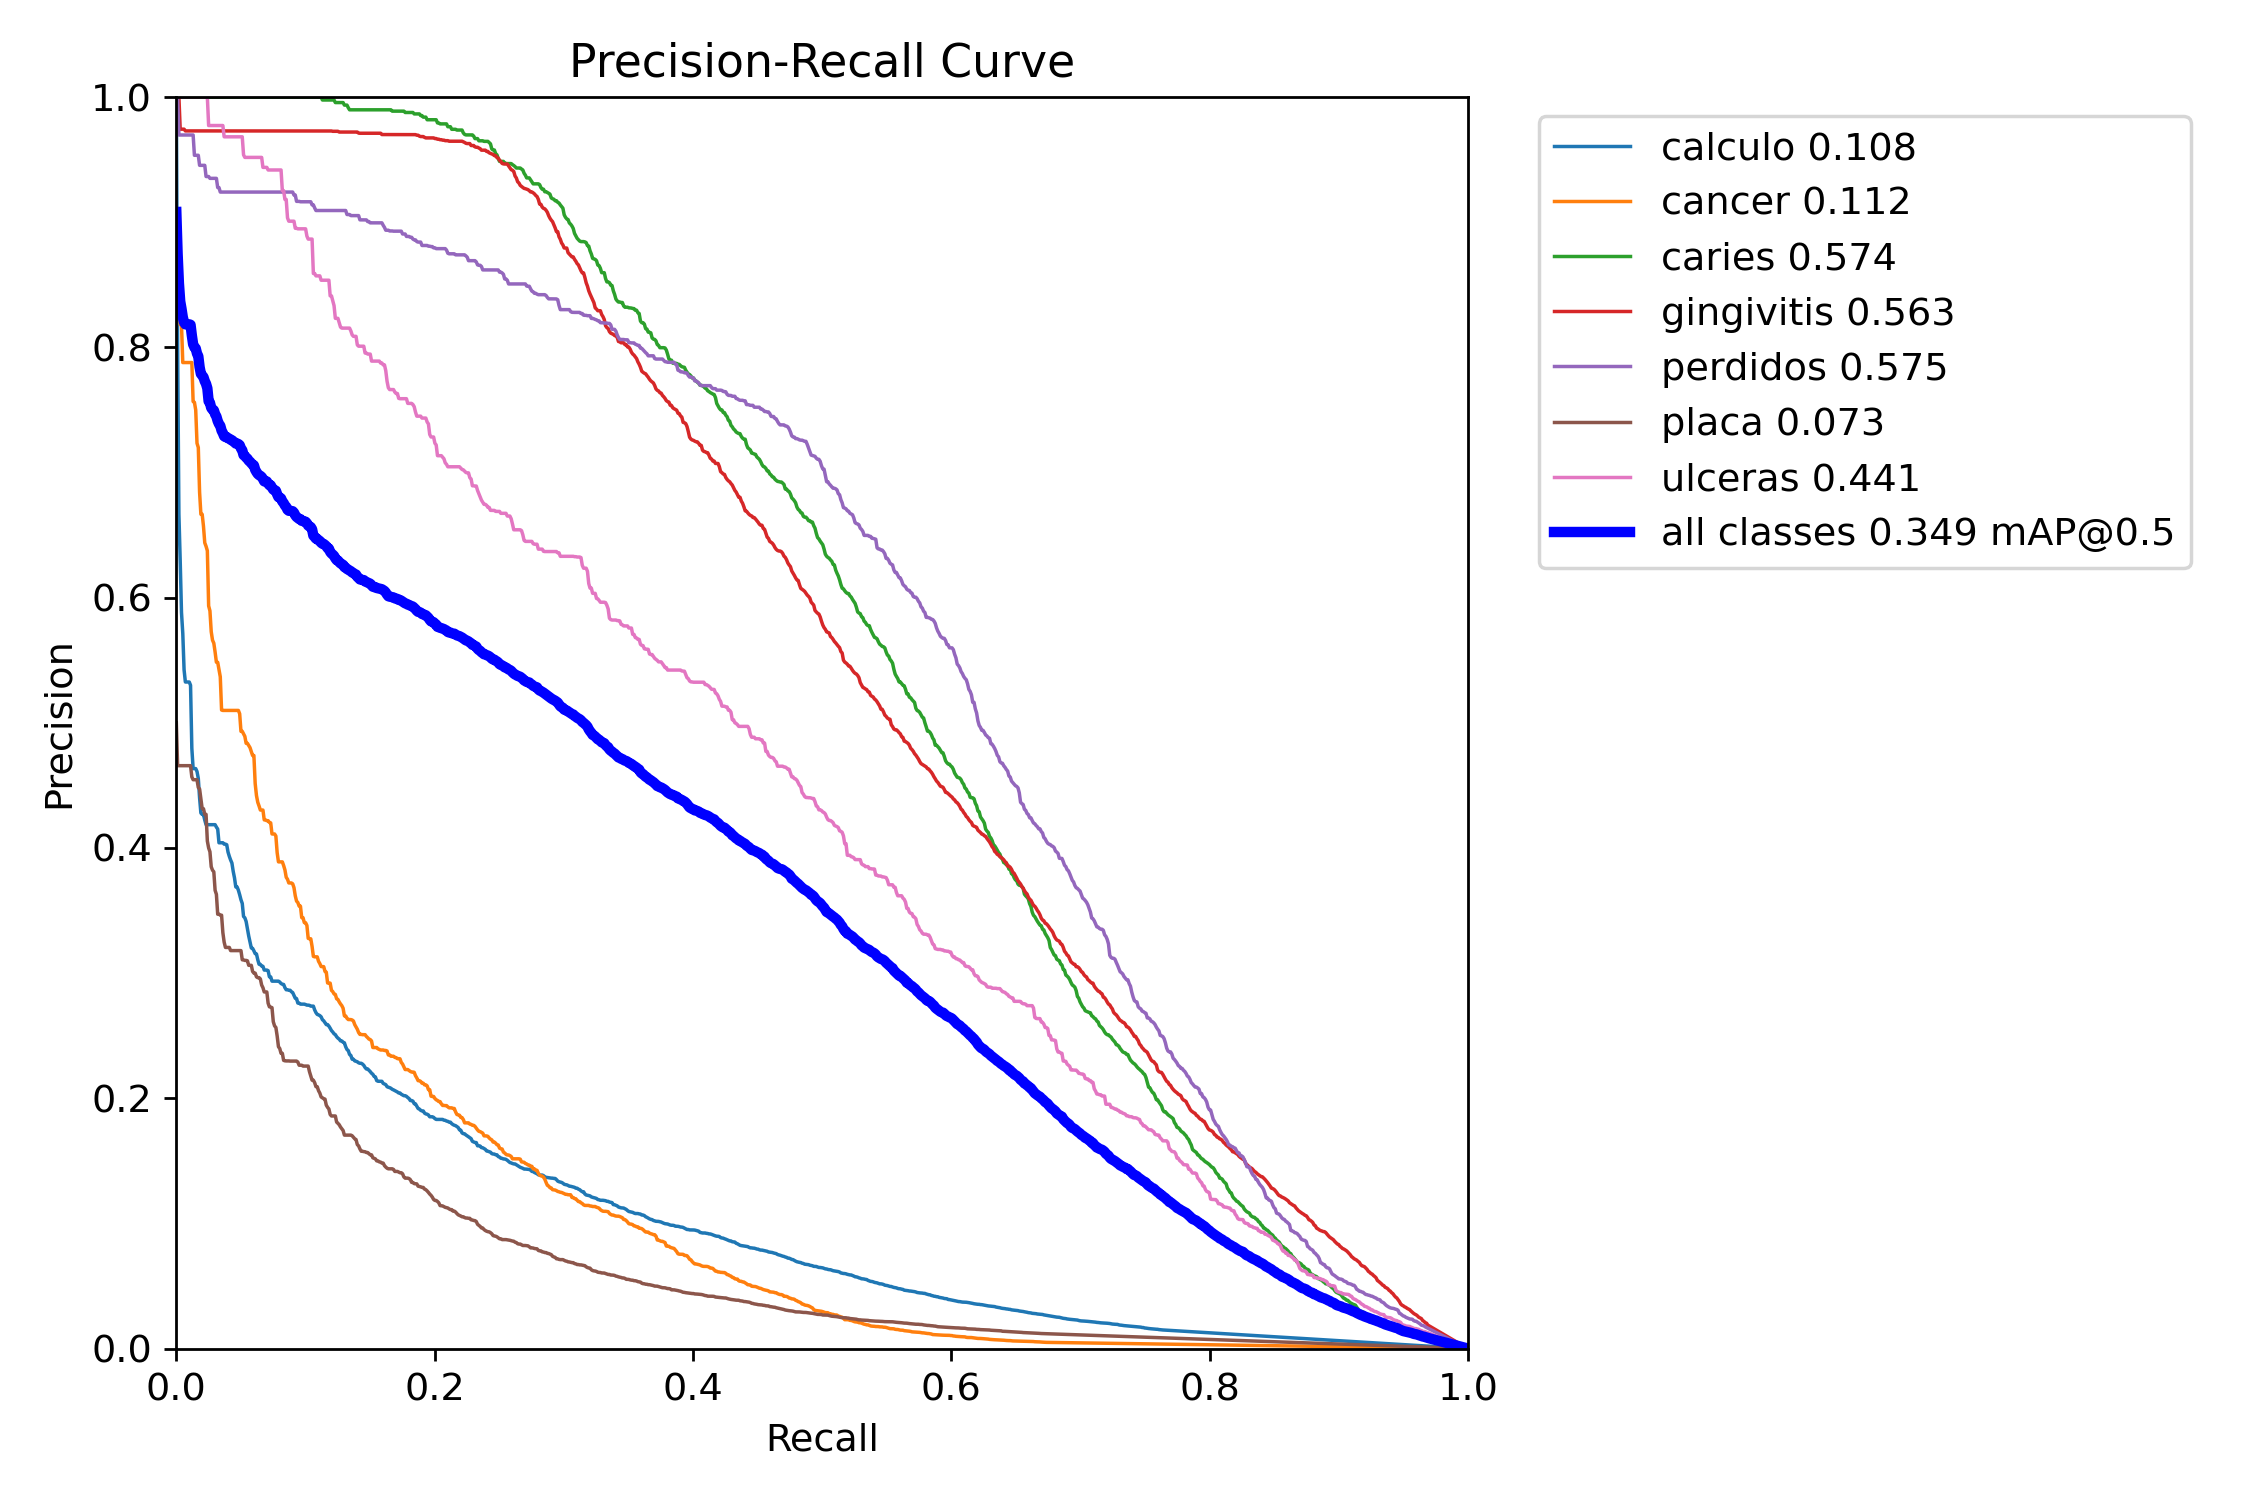 Precision-Recall Curve
1.0
0.8
0.6
0.4
0.2
0.0
Precision
0.0 0.2 0.4 0.6 0.8 1.0
Recall
calculo 0.108
cancer 0.112
caries 0.574
gingivitis 0.563
perdidos 0.575
placa 0.073
ulceras 0.441
all classes 0.349 mAP@0.5